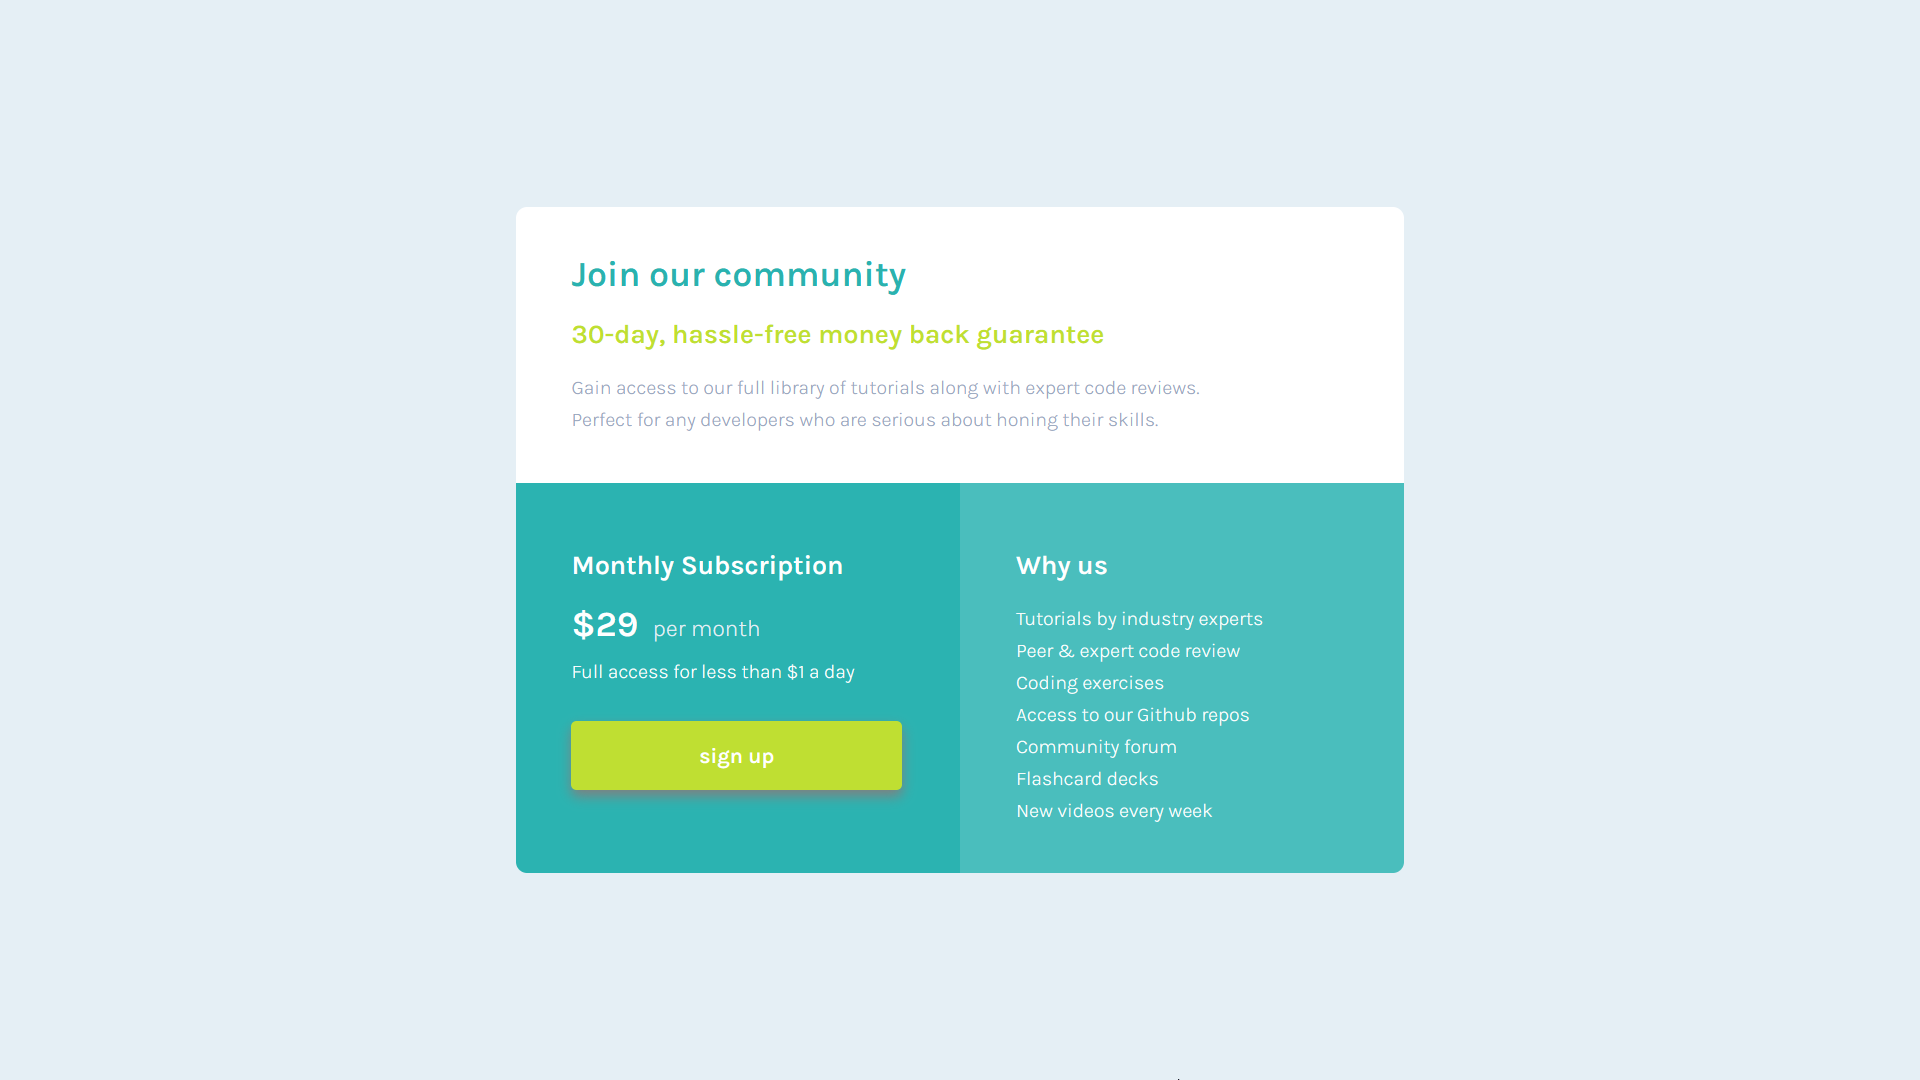 Join our community
30-day, hassle-free money back guarantee
Gain access to our full library of tutorials along with expert code reviews.
Perfect for any developers who are serious about honing their skills.
Monthly Subscription
$29 per month
Full access for less than $1 a day
sign up
Why us
Tutorials by industry experts
Peer & expert code review
Coding exercises
Access to our Github repos
Community forum
Flashcard decks
New videos every week